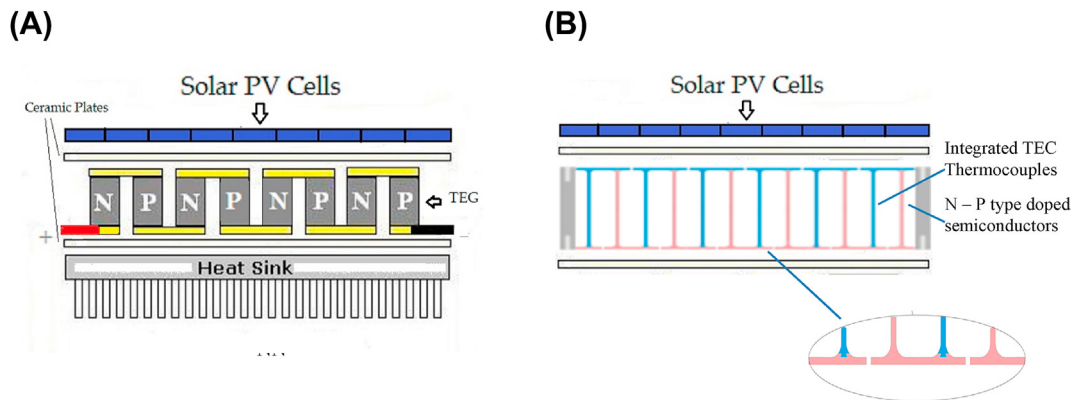 (A)
Solar PV Cells
Ceramic Plates
N P N P N P N P
TEG
+
-
Heat Sink
(B)
Solar PV Cells
Integrated TEC
Thermocouples
N – P type doped
semiconductors